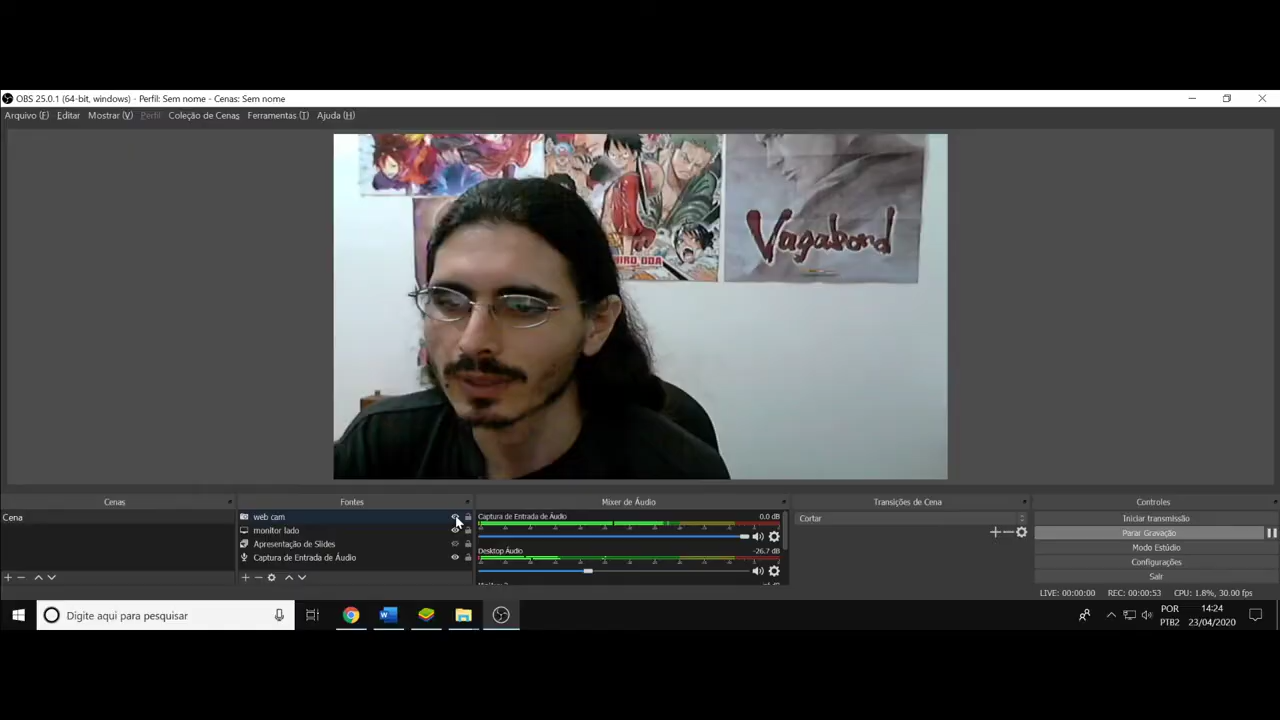 OBS 25.0.1 (64-bit, windows) - Perfil: Sem nome - Cenas: Sem nome
Arquivo (F) Editar Mostrar (V) Perfil Coleção de Cenas Ferramentas (T) Ajuda (H)
Vagabond
HIRO ODA
Cenas Fontes Mixer de Áudio Transições de Cena Controles
Cena
web cam
monitor lado
Apresentação de Slides
Captura de Entrada de Áudio
Captura de Entrada de Áudio 0.0 dB
Desktop Áudio -26.7 dB
Cortar
Iniciar transmissão
Parar Gravação
Modo Estúdio
Configurações
Sair
LIVE: 00:00:00 REC: 00:00:53 CPU: 1.8%, 30.00 fps
Digite aqui para pesquisar
POR
PTB2
14:24
23/04/2020